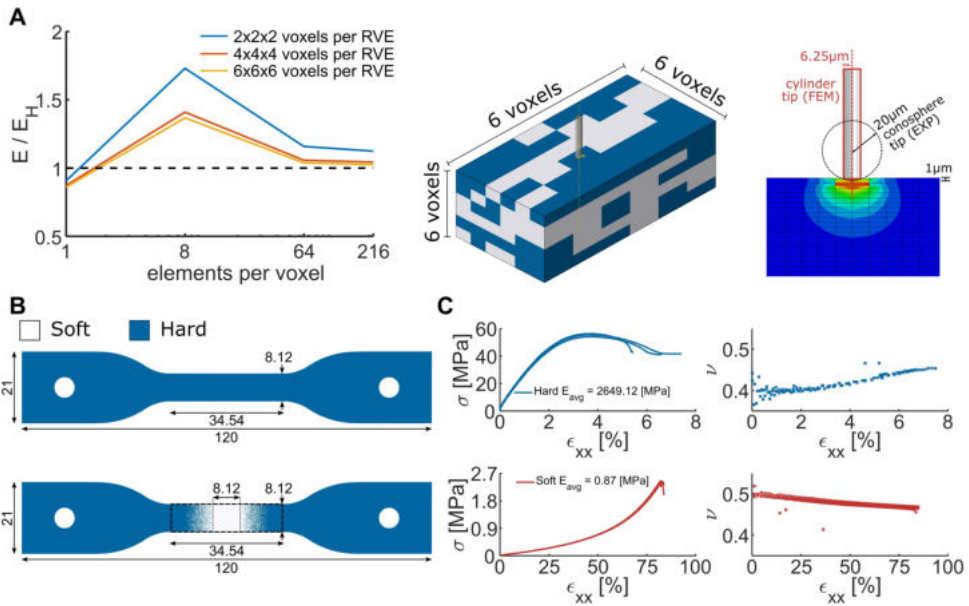 A
2
1.5
1
0.5
E / E_H
1
8
64
216
elements per voxel
2x2x2 voxels per RVE
4x4x4 voxels per RVE
6x6x6 voxels per RVE
6 voxels
6 voxels
6 voxels
6.25μm
cylinder
tip (FEM)
20μm
conosphere
tip (EXP)
1μm
B
Soft
Hard
21
8.12
34.54
120
21
8.12
8.12
34.54
120
C
σ [MPa]
60
40
20
0
Hard E_avg = 2649.12 [MPa]
0
2
4
6
8
ϵ_xx [%]
ν
0.5
0.4
0
2
4
6
8
ϵ_xx [%]
σ [MPa]
2.7
1.8
0.9
0
Soft E_avg = 0.87 [MPa]
0
25
50
75
100
ϵ_xx [%]
ν
0.5
0.4
0
25
50
75
100
ϵ_xx [%]